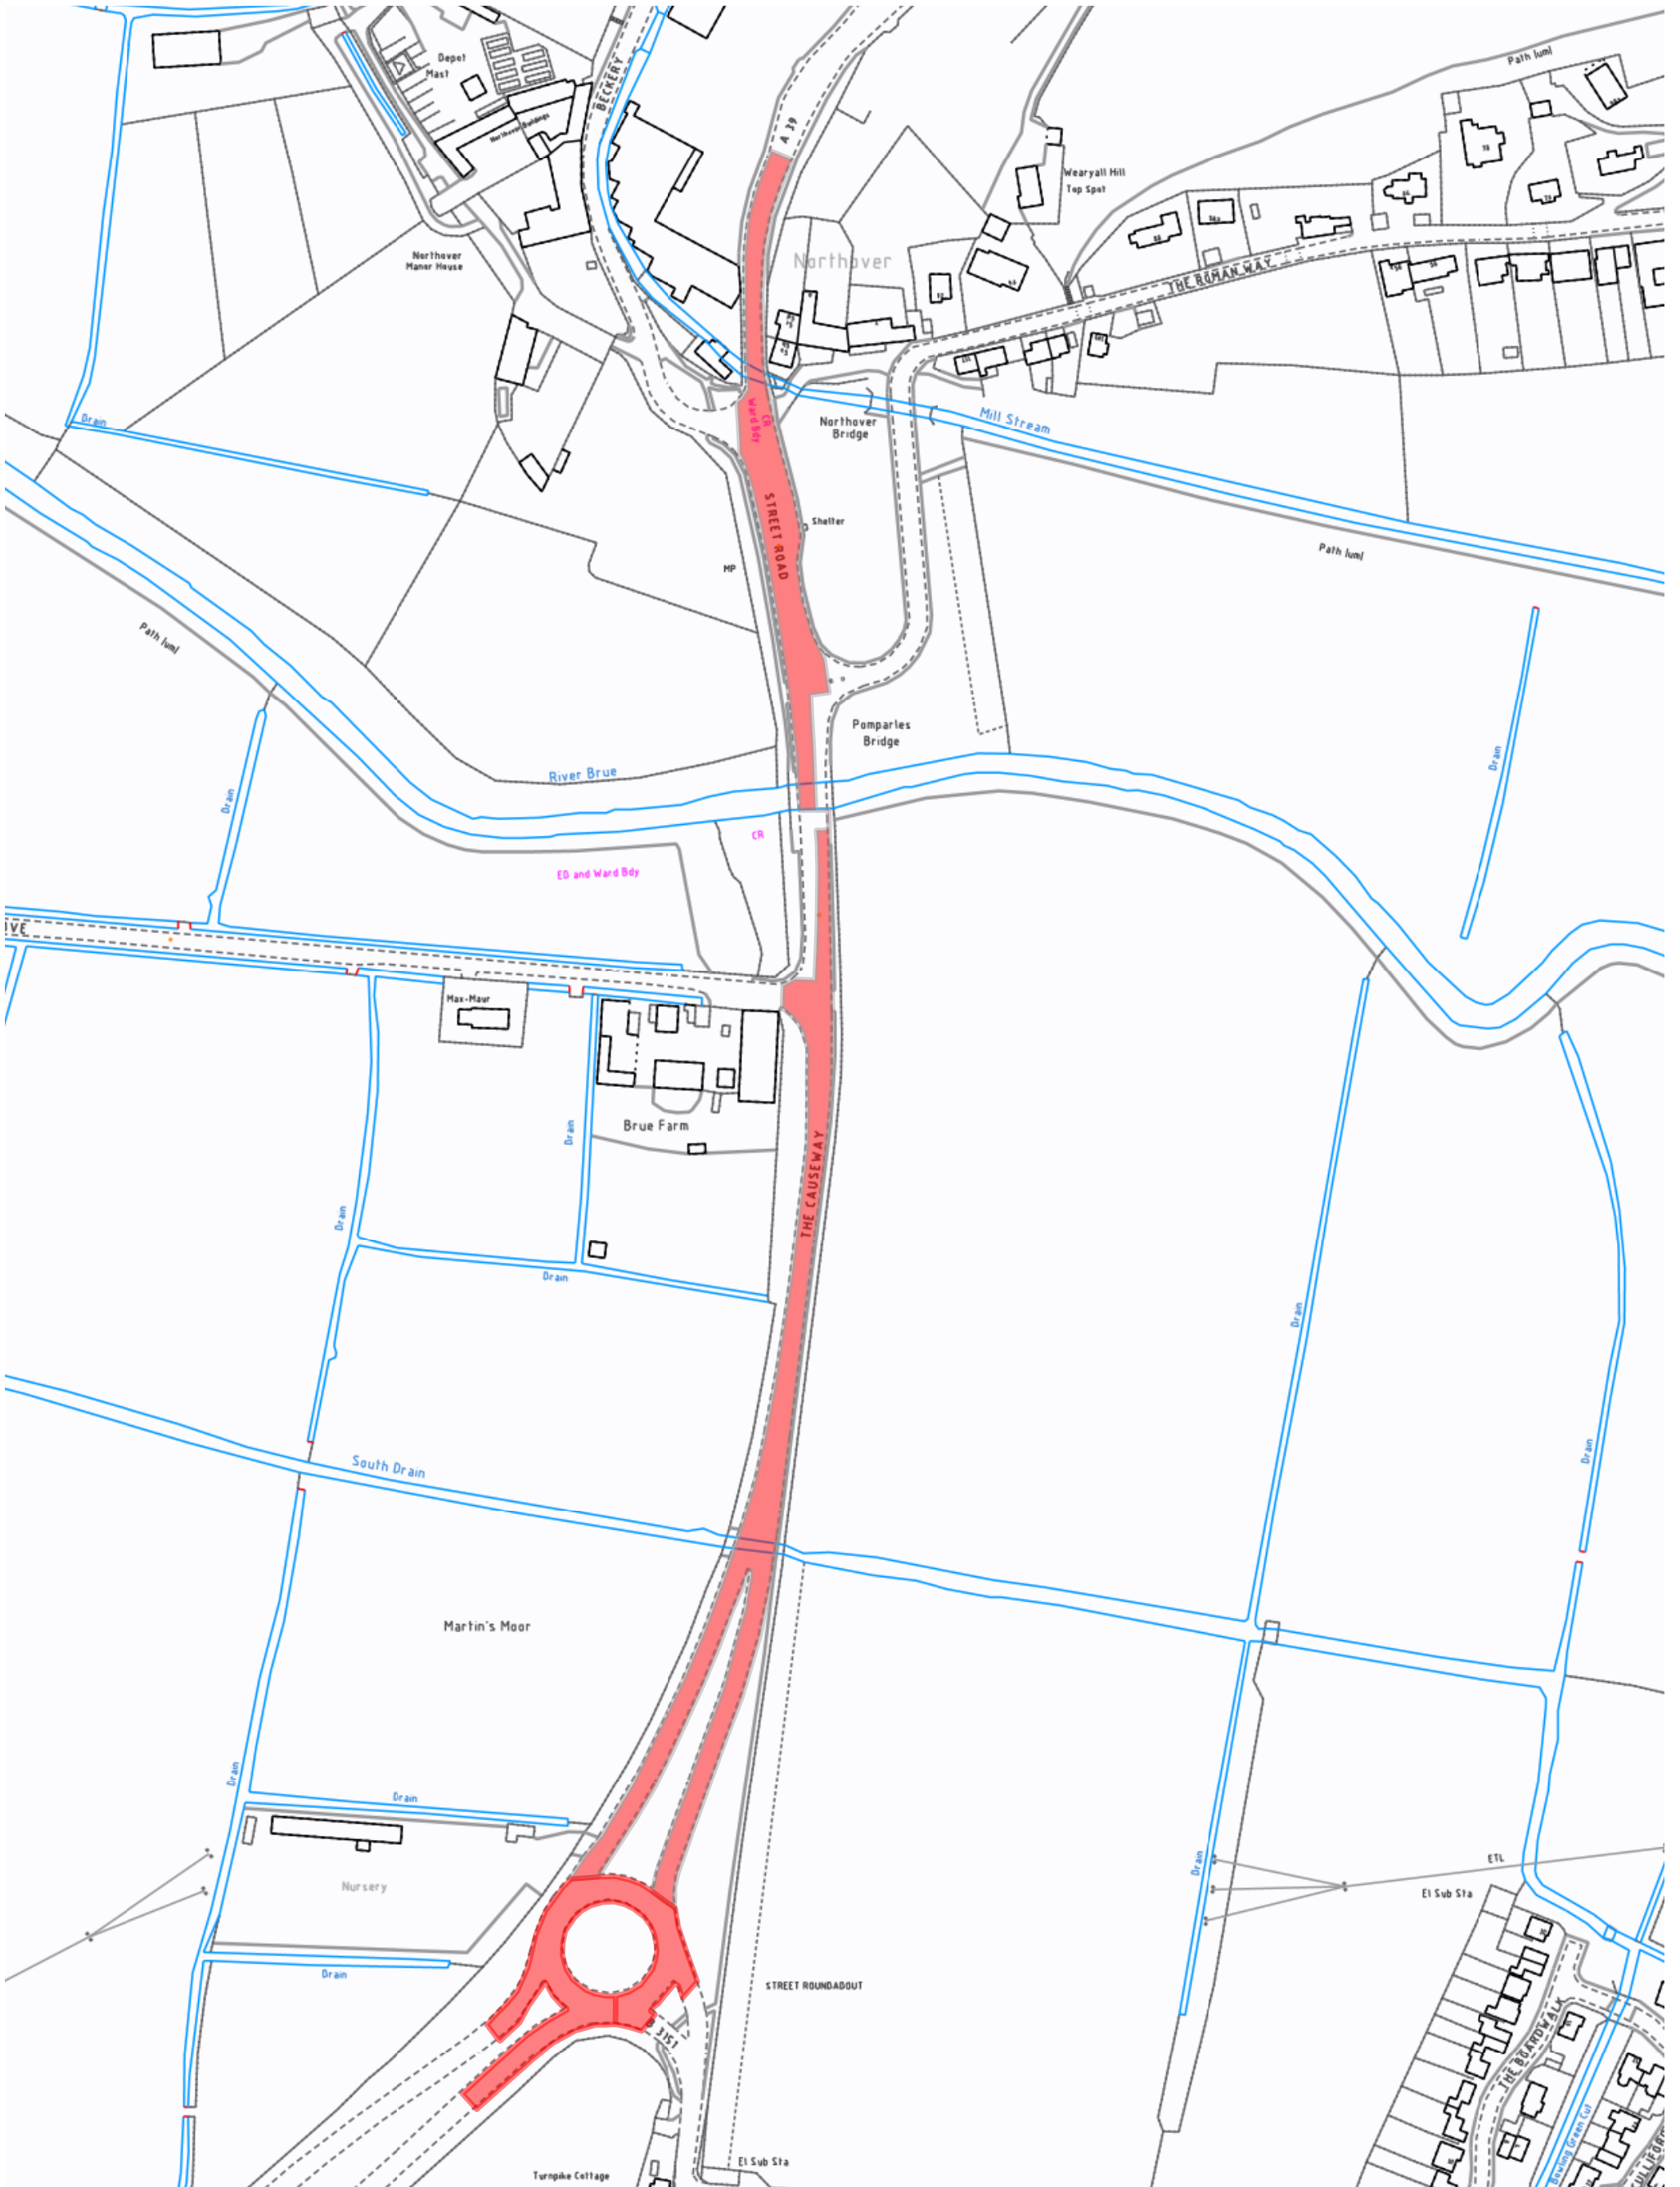 Depot
Mast
BECKERY
Northover Buildings
A 39
Path (um)
78
Wearyall Hill
Top Spot
Northover
Manor House
Northover
THE ROMAN WAY
Drain
CR
Ward Bdy
Northover
Bridge
Mill Stream
STREET ROAD
Shelter
MP
Path (um)
Path (um)
Pomparles
Bridge
River Brue
Drain
Drain
CR
ED and Ward Bdy
IVE
Max-Maur
Brue Farm
Drain
THE CAUSEWAY
Drain
Drain
Drain
South Drain
Drain
Martin's Moor
Drain
Drain
Nursery
Drain
ETL
El Sub Sta
Drain
STREET ROUNDABOUT
B 3151
THE BOARDWALK
Bowling Green Cut
El Sub Sta
Turnpike Cottage